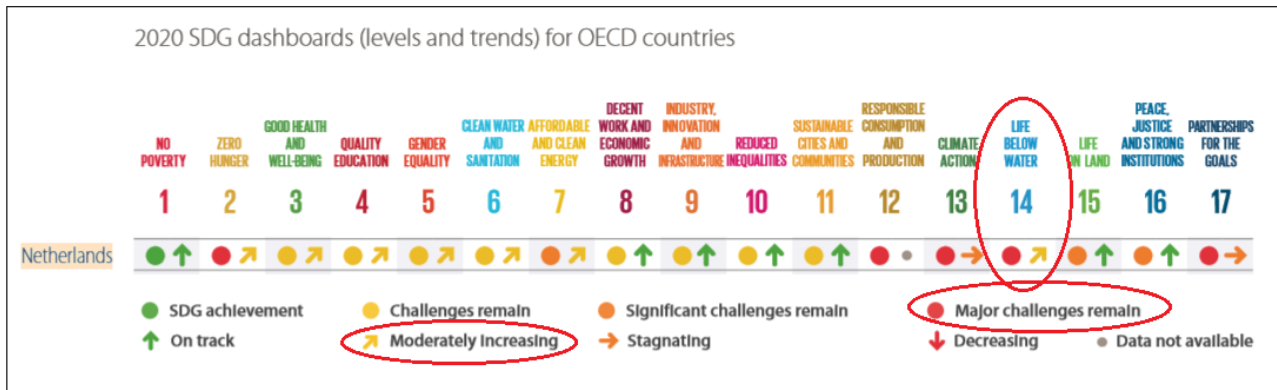 2020 SDG dashboards (levels and trends) for OECD countries
NO POVERTY
ZERO HUNGER
GOOD HEALTH AND WELL-BEING
QUALITY EDUCATION
GENDER EQUALITY
CLEAN WATER AND SANITATION
AFFORDABLE AND CLEAN ENERGY
DECENT WORK AND ECONOMIC GROWTH
INDUSTRY, INNOVATION AND INFRASTRUCTURE
REDUCED INEQUALITIES
SUSTAINABLE CITIES AND COMMUNITIES
RESPONSIBLE CONSUMPTION AND PRODUCTION
CLIMATE ACTION
LIFE BELOW WATER
LIFE ON LAND
PEACE, JUSTICE AND STRONG INSTITUTIONS
PARTNERSHIPS FOR THE GOALS
1 2 3 4 5 6 7 8 9 10 11 12 13 14 15 16 17
Netherlands
SDG achievement Challenges remain Significant challenges remain Major challenges remain
On track Moderately Increasing Stagnating Decreasing Data not available